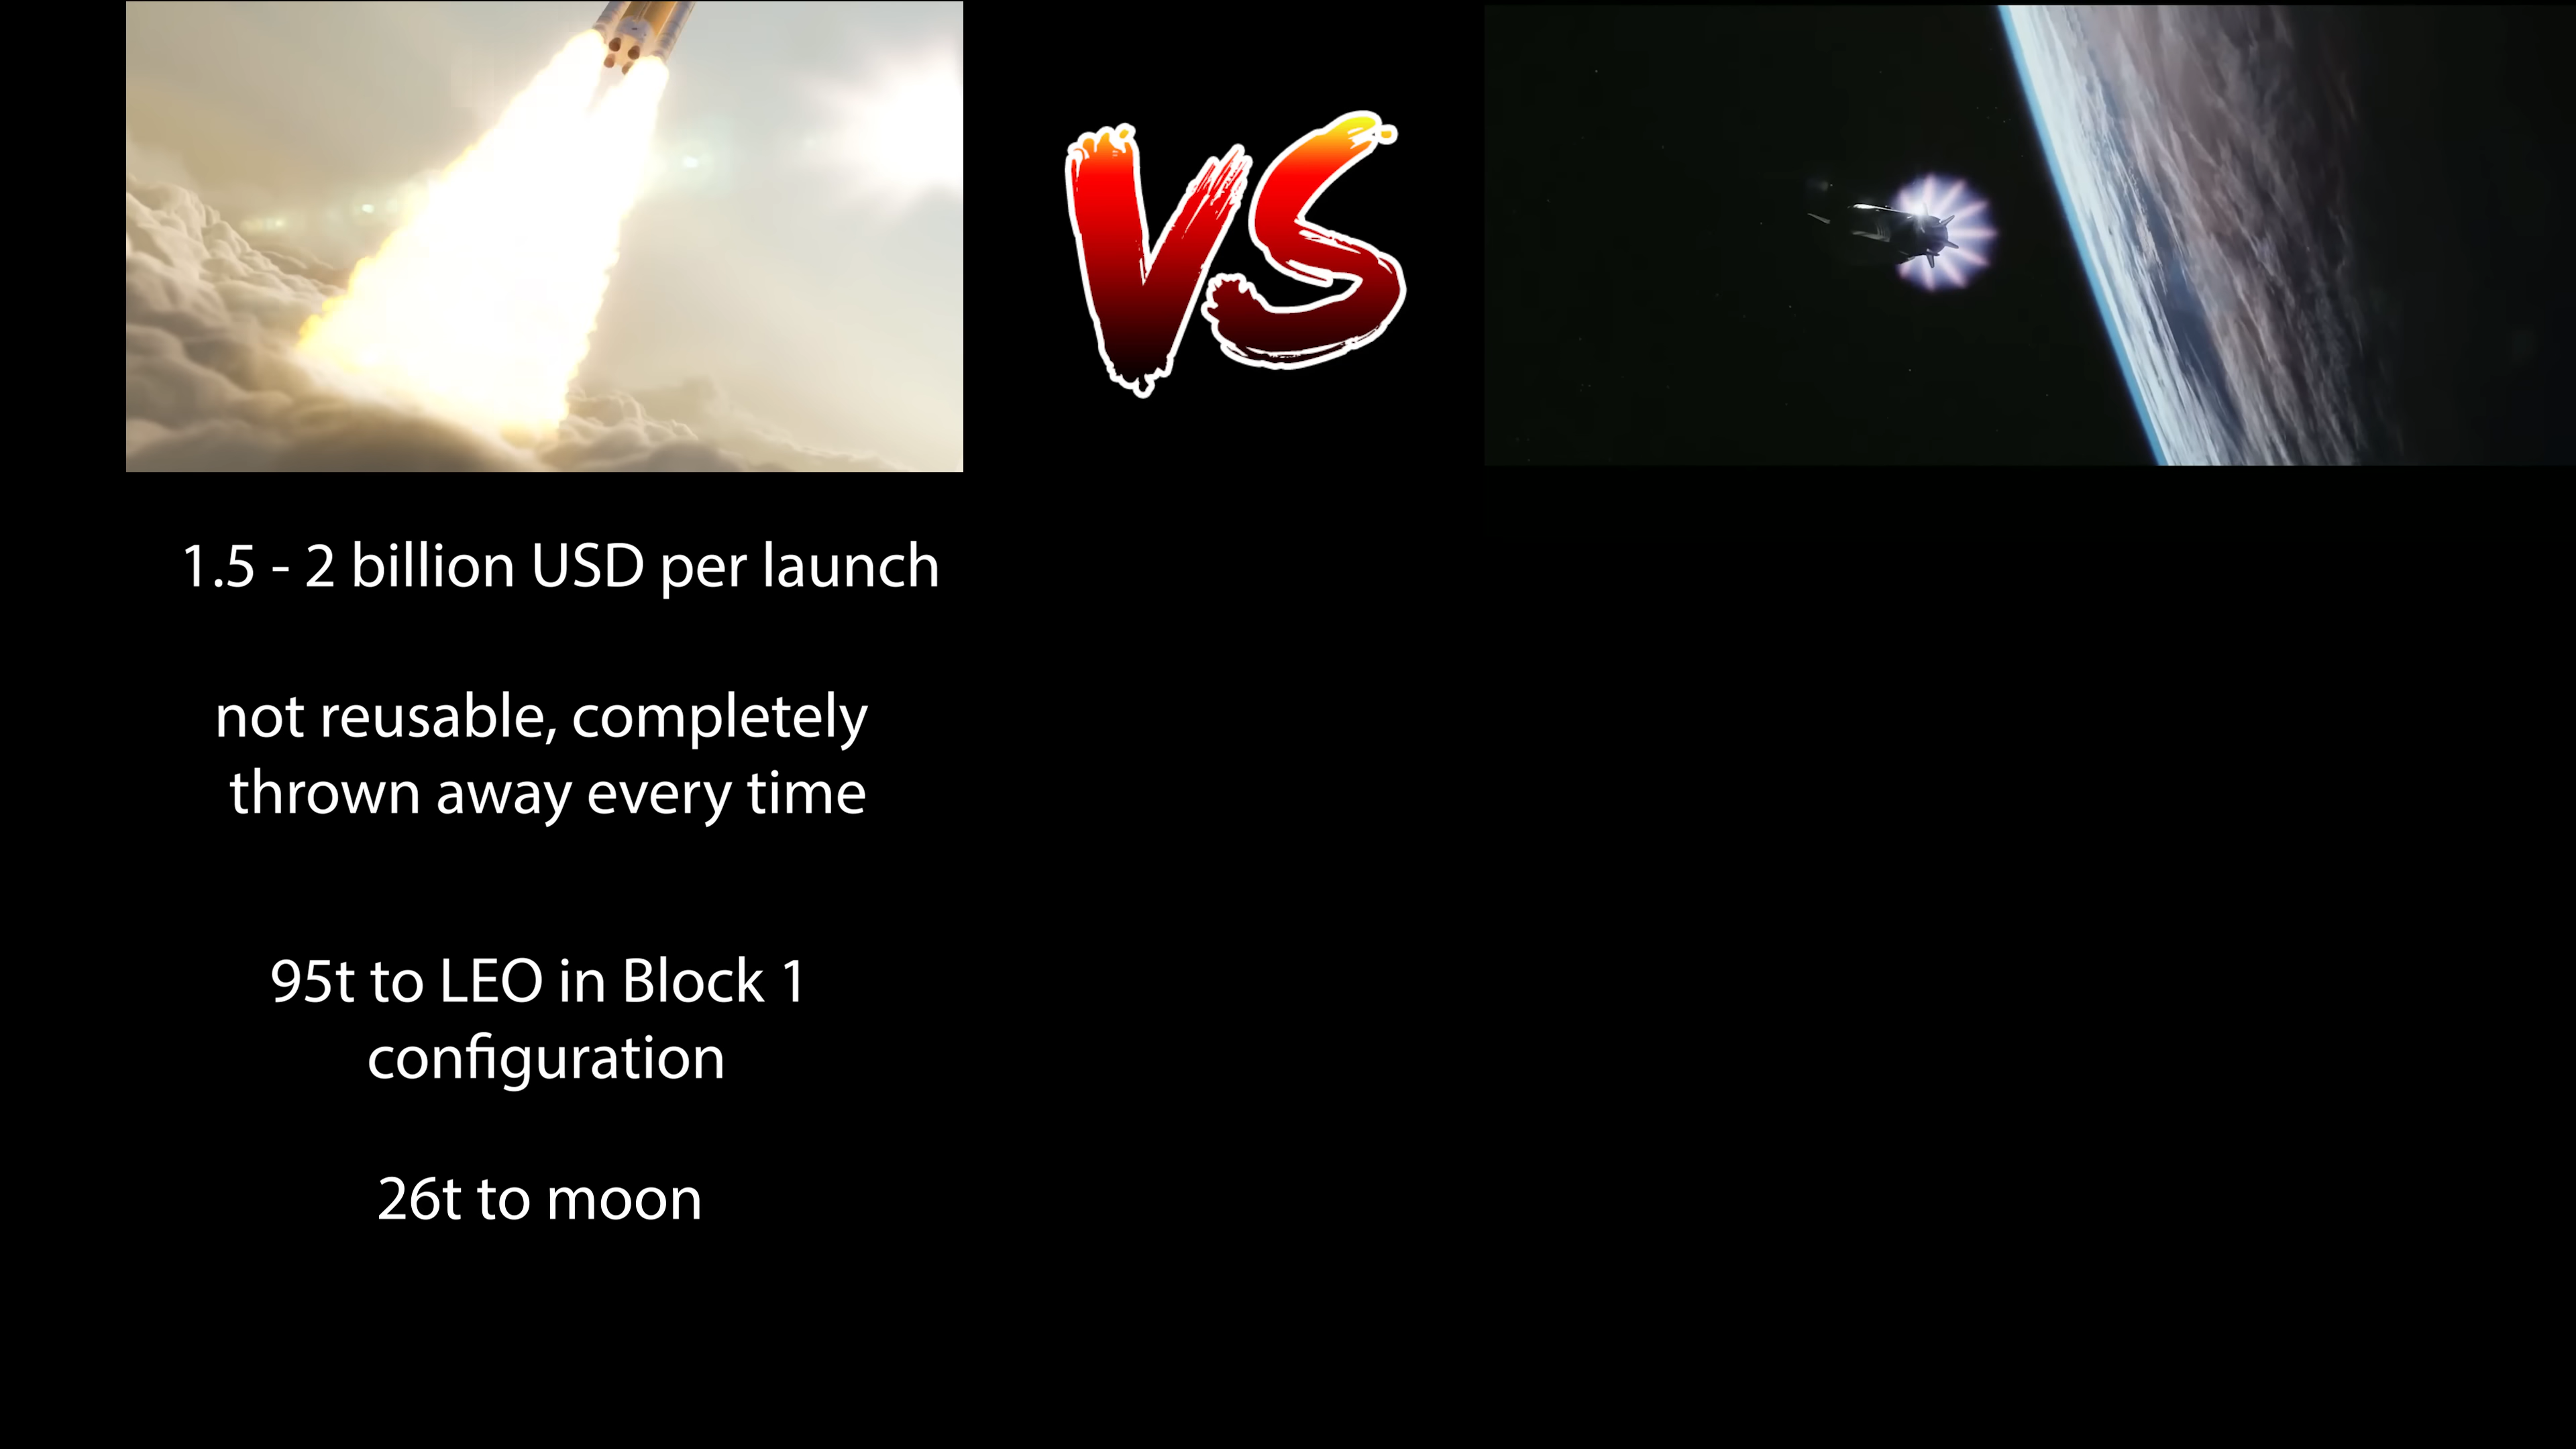 VS
1.5 - 2 billion USD per launch
not reusable, completely
thrown away every time
95t to LEO in Block 1
configuration
26t to moon